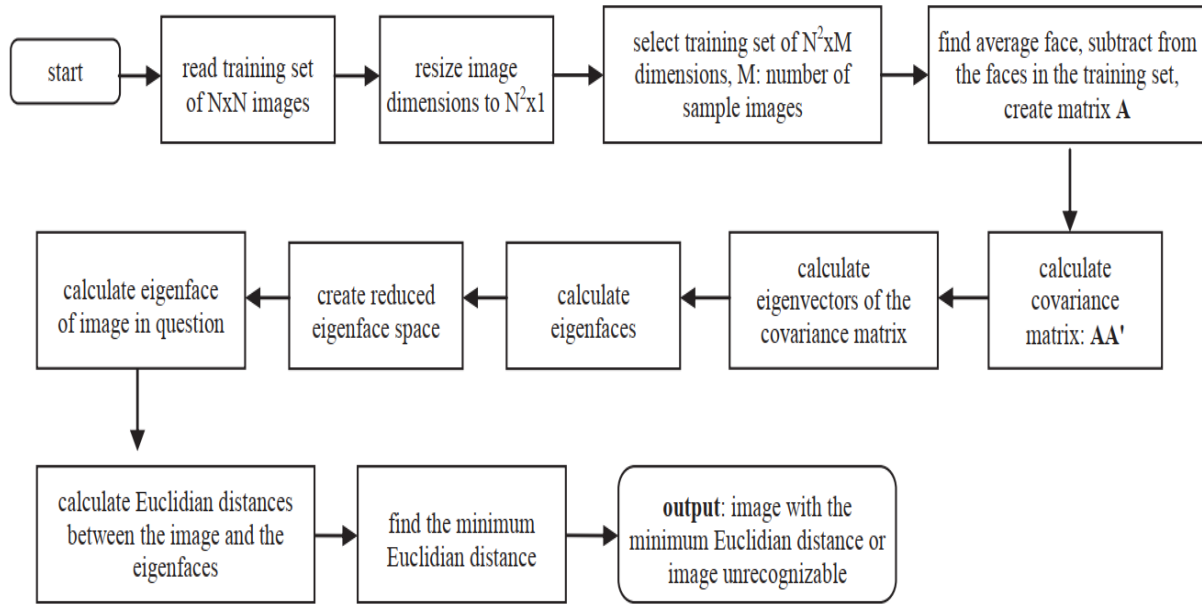 start
read training set
of NxN images
resize image
dimensions to N²x1
select training set of N²xM
dimensions, M: number of
sample images
find average face, subtract from
the faces in the training set,
create matrix A
calculate
covariance
matrix: AA'
calculate
eigenvectors of the
covariance matrix
calculate
eigenfaces
create reduced
eigenface space
calculate eigenface
of image in question
calculate Euclidian distances
between the image and the
eigenfaces
find the minimum
Euclidian distance
output: image with the
minimum Euclidian distance or
image unrecognizable